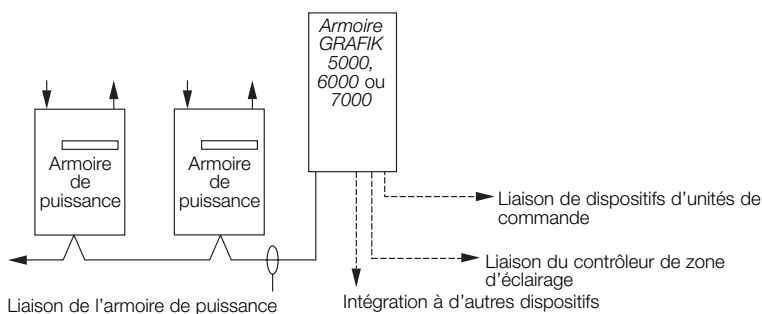 Armoire
GRAFIK
5000,
6000 ou
7000
Armoire
de
puissance
Armoire
de
puissance
Liaison de dispositifs d'unités de
commande
Liaison du contrôleur de zone
d'éclairage
Intégration à d'autres dispositifs
Liaison de l'armoire de puissance